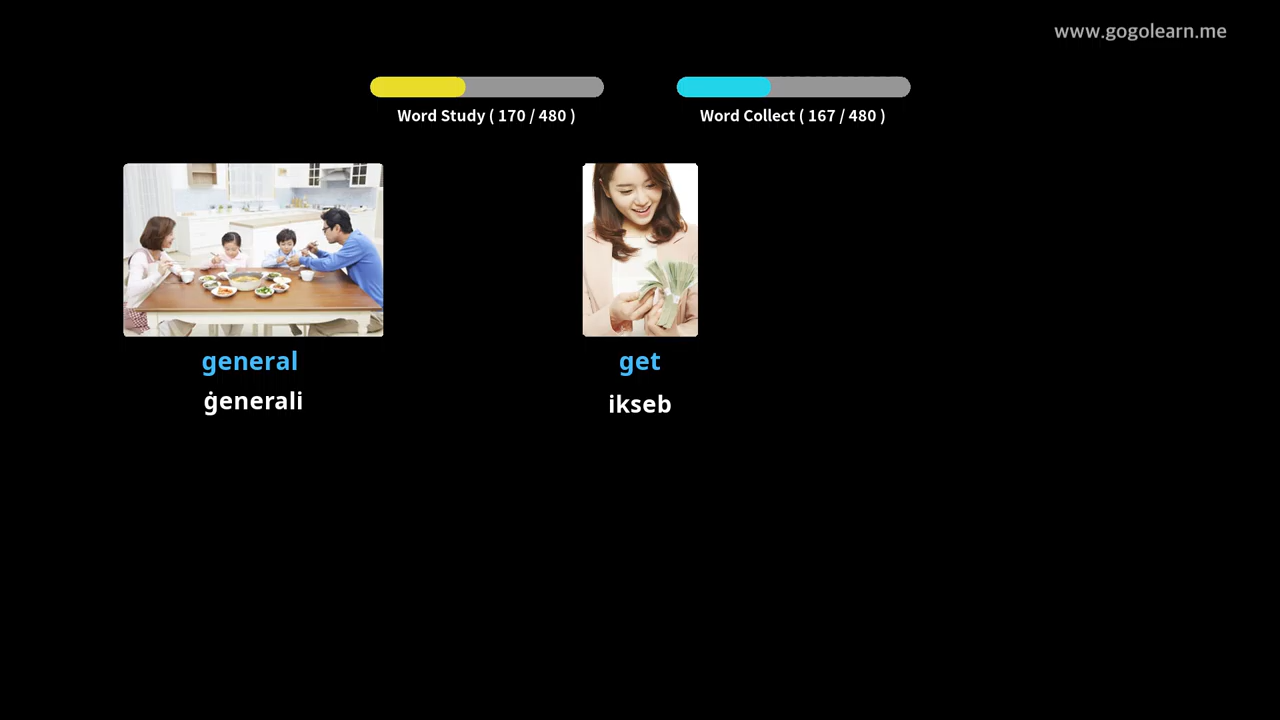 www.gogolearn.me
Word Study ( 170 / 480 )
Word Collect ( 167 / 480 )
general
ġenerali
get
ikseb